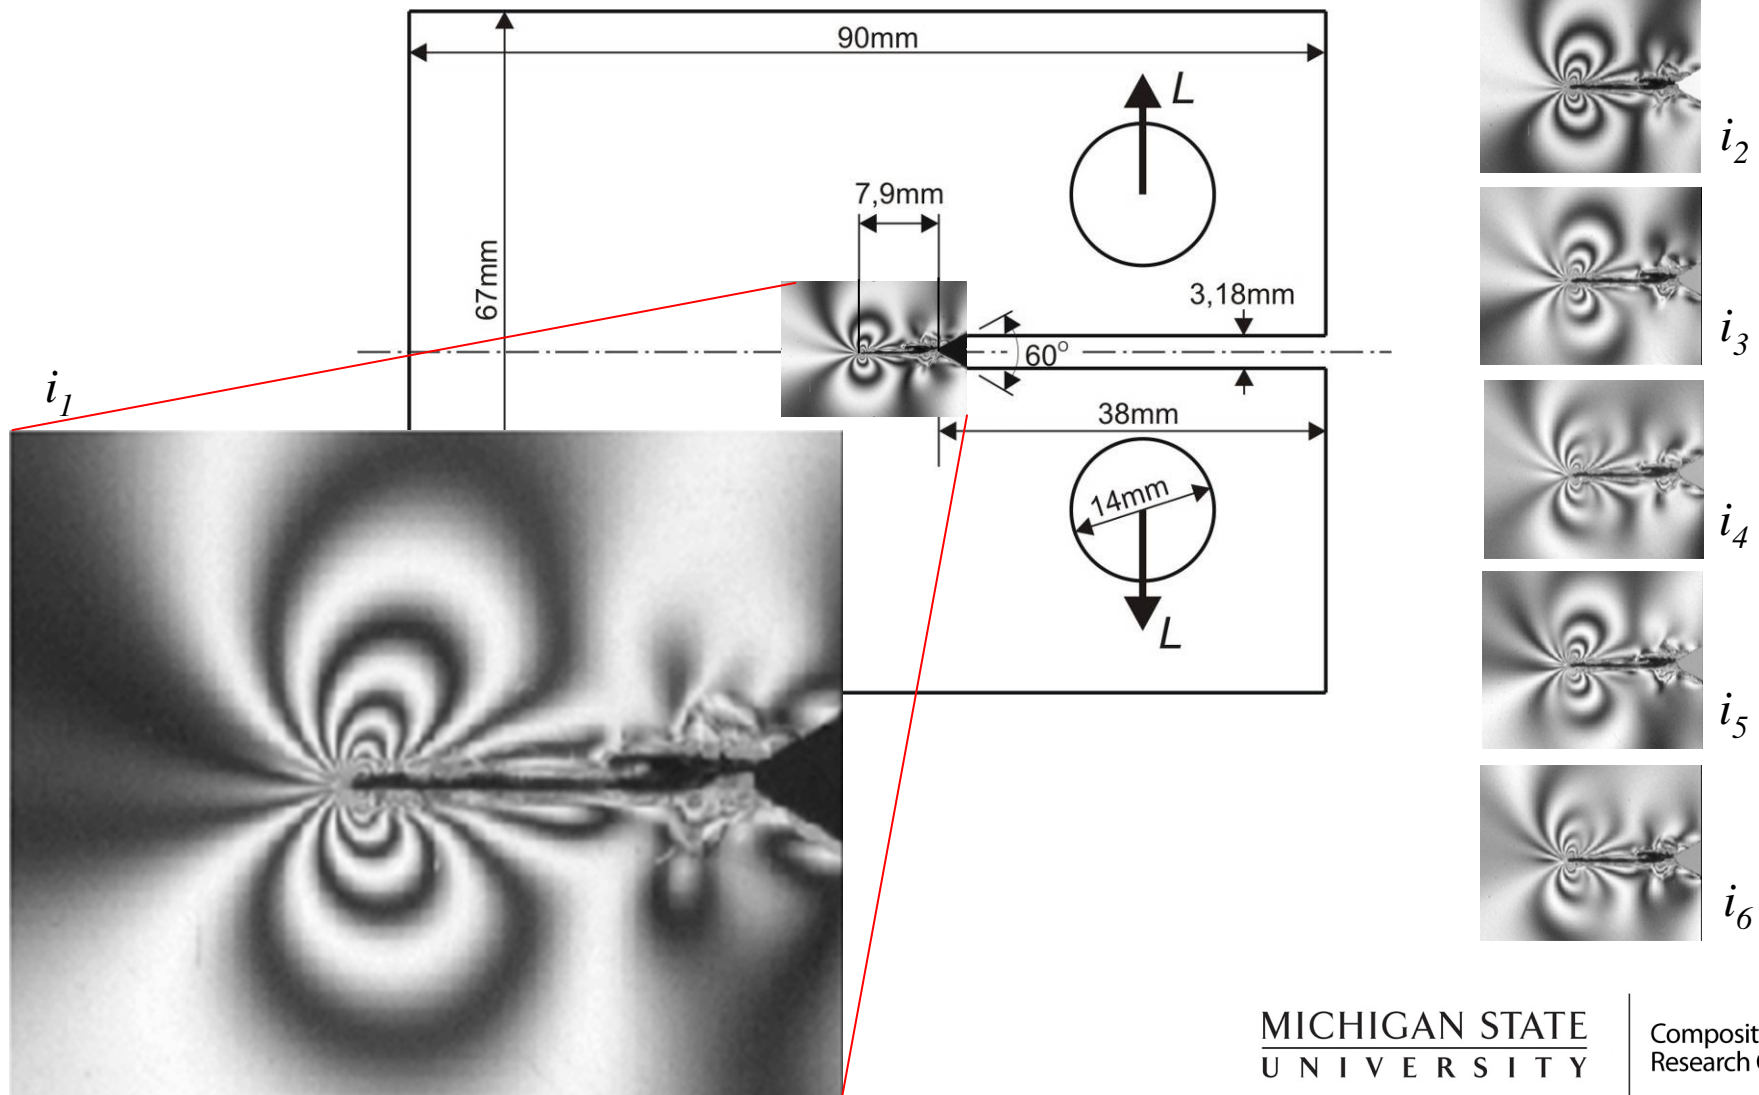 90mm
L
i2
7,9mm
67mm
3,18mm
i3
60°
i1
38mm
14mm
i4
L
i5
i6
MICHIGAN STATE
UNIVERSITY
Research